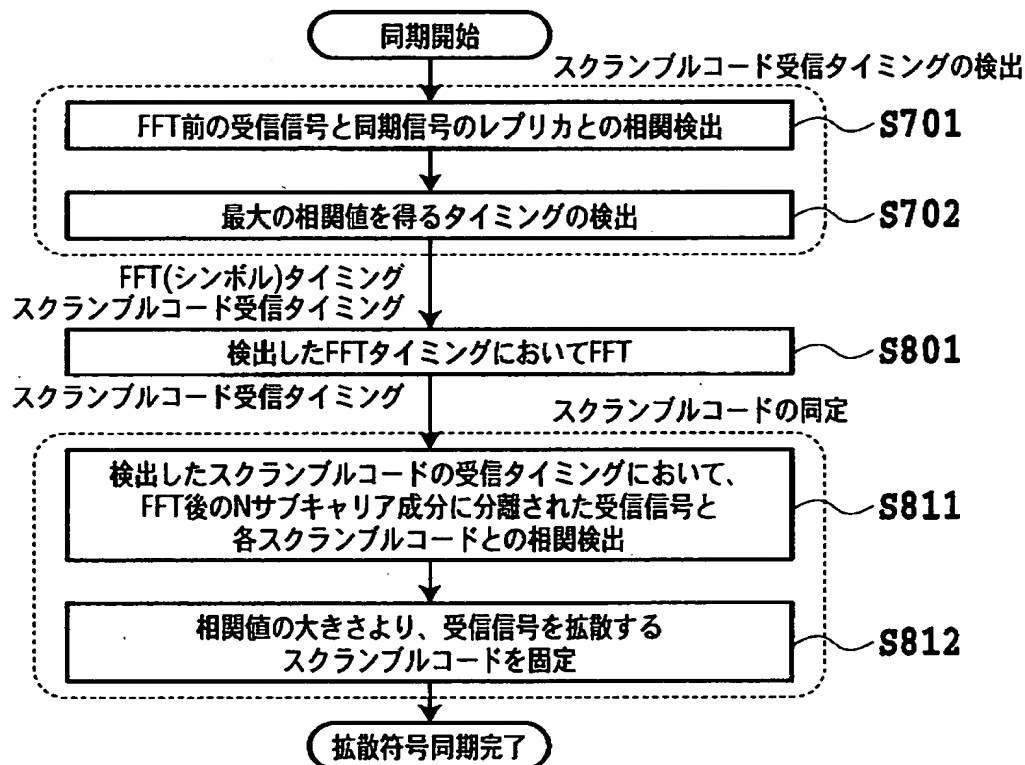 同期開始
スクランブルコード受信タイミングの検出
FFT前の受信信号と同期信号のレプリカとの相関検出
S701
最大の相関値を得るタイミングの検出
S702
FFT(シンボル)タイミング
スクランブルコード受信タイミング
検出したFFTタイミングにおいてFFT
S801
スクランブルコード受信タイミング
スクランブルコードの同定
検出したスクランブルコードの受信タイミングにおいて、
FFT後のNサブキャリア成分に分離された受信信号と
各スクランブルコードとの相関検出
S811
相関値の大きさより、受信信号を拡散する
スクランブルコードを固定
S812
拡散符号同期完了